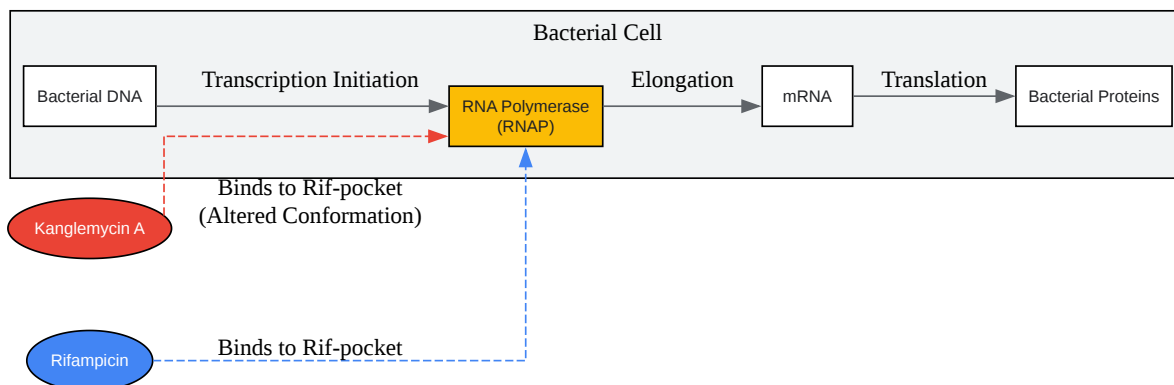 Bacterial Cell
Transcription Initiation
Elongation
Translation
Bacterial DNA
RNA Polymerase
(RNAP)
mRNA
Bacterial Proteins
Binds to Rif-pocket
(Altered Conformation)
Kanglemycin A
Binds to Rif-pocket
Rifampicin